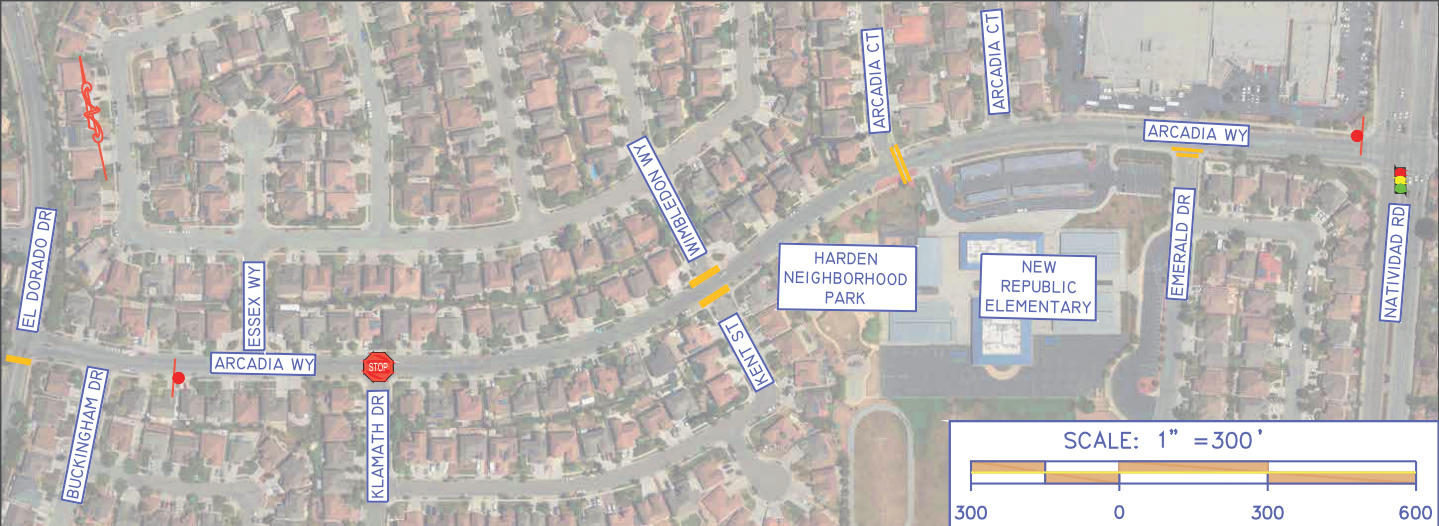 ARCADIA CT
ARCADIA CT
ARCADIA WY
WIMBLEDON WY
EL DORADO DR
ESSEX WY
EMERALD DR
NATIVIDAD RD
HARDEN
NEIGHBORHOOD
PARK
NEW
REPUBLIC
ELEMENTARY
ARCADIA WY
STOP
KENT ST
BUCKINGHAM DR
KLAMATH DR
SCALE: 1" =300'
300
0
300
600